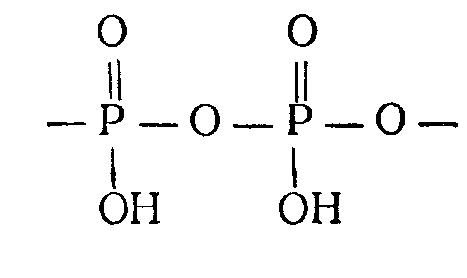 O O
— P — O — P — O —
OH OH